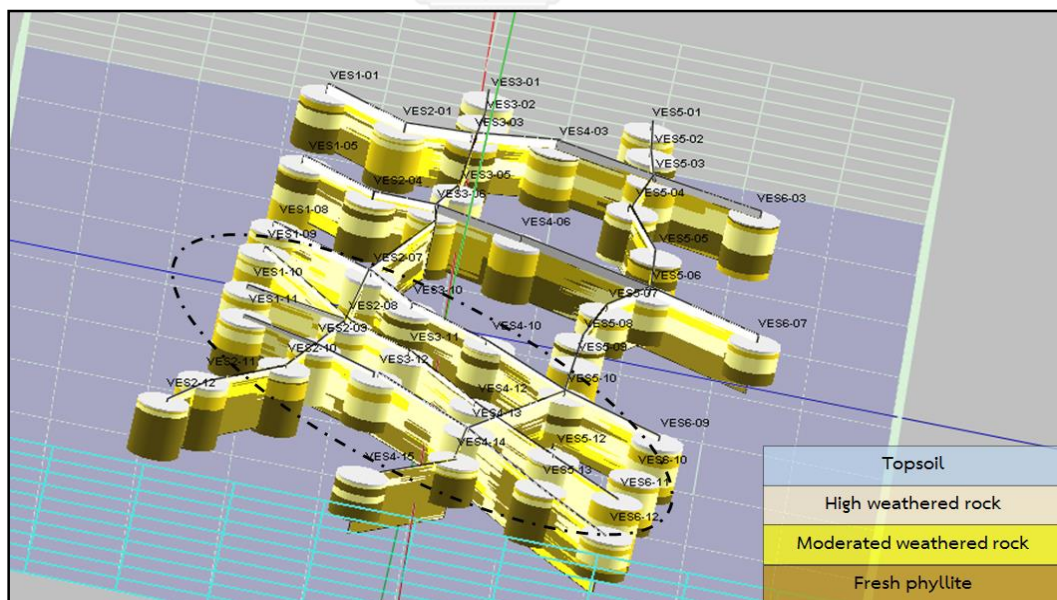 VES1-01
VES3-01
VES3-02
VES2-01
VES3-03
VES5-01
VES4-03
VES5-02
VES1-05
VES5-03
VES2-04
VES3-05
VES3-06
VES5-04
VES6-03
VES1-08
VES4-06
VES1-09
VES5-05
VES2-07
VES1-10
VES5-06
VES3-10
VES5-07
VES1-11
VES2-08
VES5-08
VES6-07
VES2-09
VES4-10
VES3-11
VES2-10
VES5-09
VES2-11
VES3-12
VES5-10
VES2-12
VES4-12
VES4-13
VES6-09
VES4-14
VES5-12
VES4-15
VES6-10
VES5-13
VES6-11
VES6-12
Topsoil
High weathered rock
Moderated weathered rock
Fresh phyllite